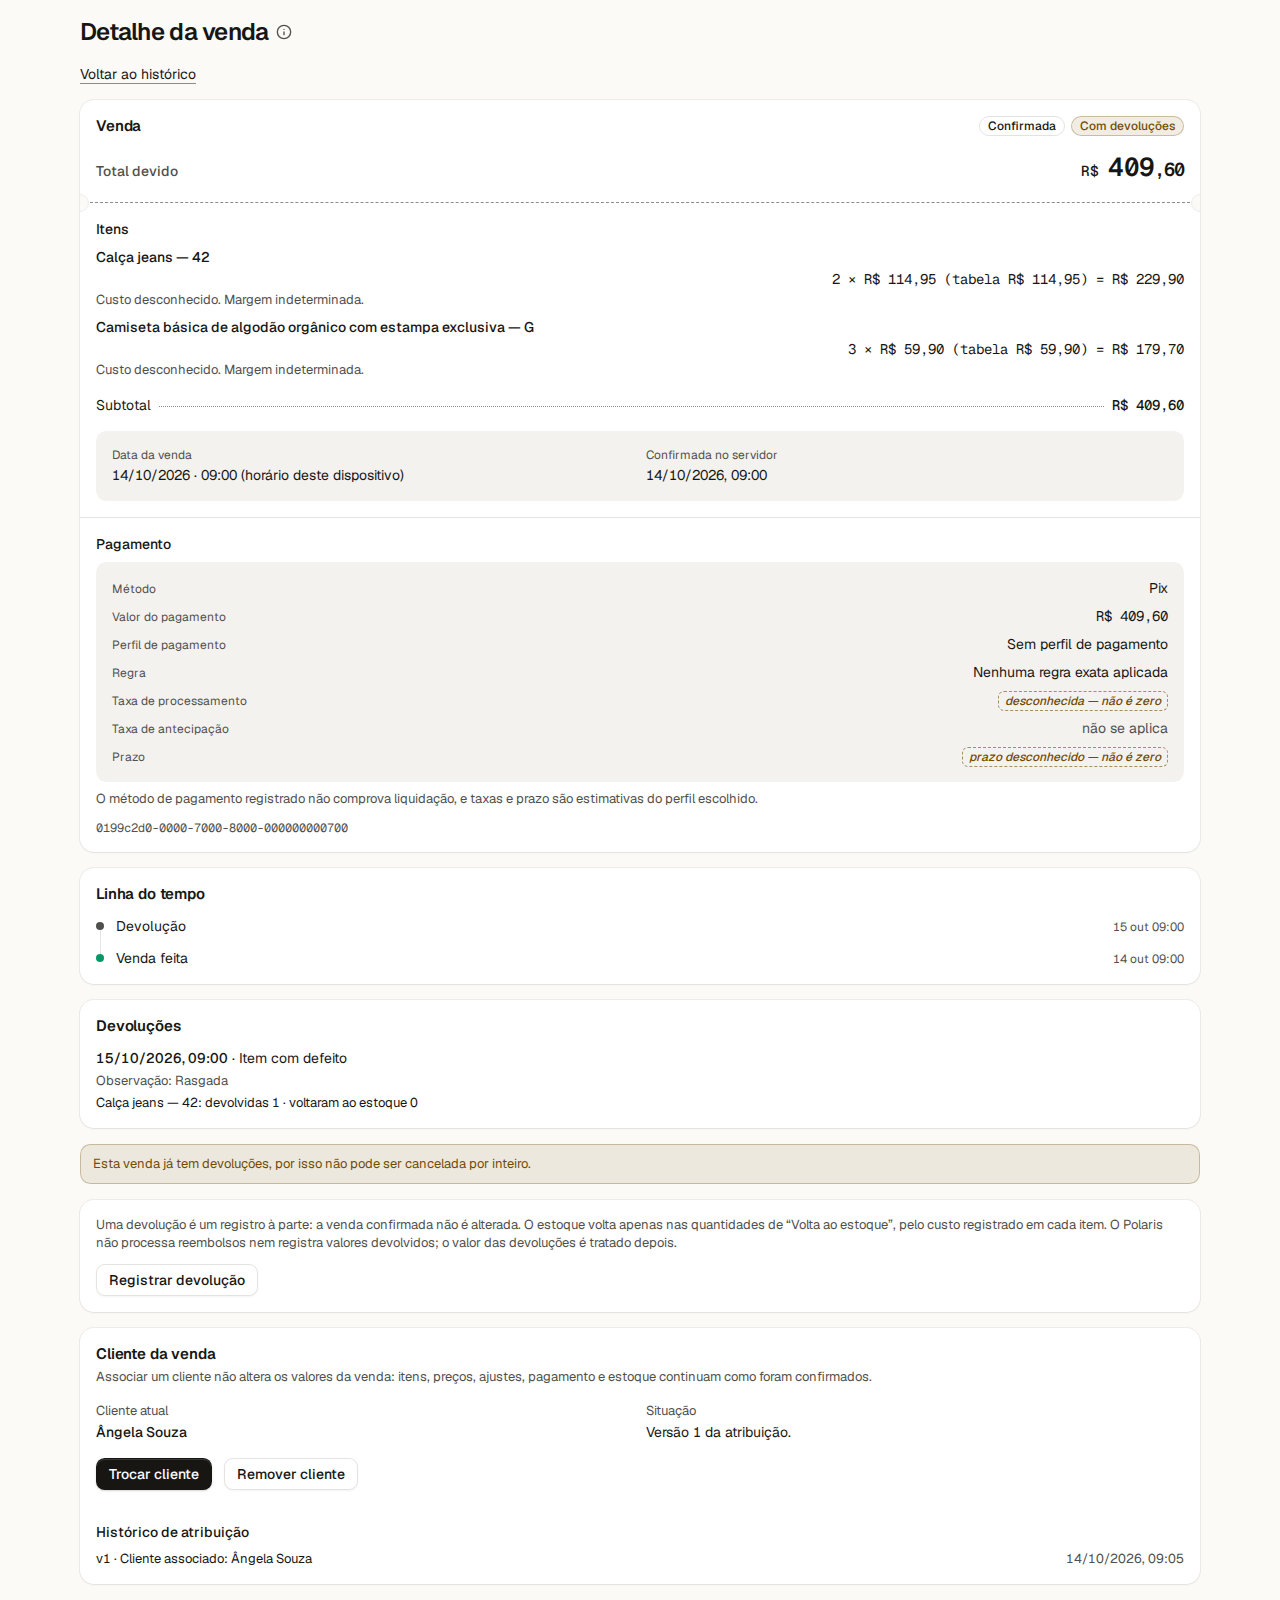 Detalhe da venda
Voltar ao histórico
Venda
Confirmada
Com devoluções
Total devido
R$ 409,60
Itens
Calça jeans — 42
2 × R$ 114,95 (tabela R$ 114,95) = R$ 229,90
Custo desconhecido. Margem indeterminada.
Camiseta básica de algodão orgânico com estampa exclusiva — G
3 × R$ 59,90 (tabela R$ 59,90) = R$ 179,70
Custo desconhecido. Margem indeterminada.
Subtotal R$ 409,60
Data da venda
14/10/2026 · 09:00 (horário deste dispositivo)
Confirmada no servidor
14/10/2026, 09:00
Pagamento
Método Pix
Valor do pagamento R$ 409,60
Perfil de pagamento Sem perfil de pagamento
Regra Nenhuma regra exata aplicada
Taxa de processamento desconhecida — não é zero
Taxa de antecipação não se aplica
Prazo prazo desconhecido — não é zero
O método de pagamento registrado não comprova liquidação, e taxas e prazo são estimativas do perfil escolhido.
0199c2d0-0000-7000-8000-000000000700
Linha do tempo
Devolução 15 out 09:00
Venda feita 14 out 09:00
Devoluções
15/10/2026, 09:00 · Item com defeito
Observação: Rasgada
Calça jeans — 42: devolvidas 1 · voltaram ao estoque 0
Esta venda já tem devoluções, por isso não pode ser cancelada por inteiro.
Uma devolução é um registro à parte: a venda confirmada não é alterada. O estoque volta apenas nas quantidades de “Volta ao estoque”, pelo custo registrado em cada item. O Polaris
não processa reembolsos nem registra valores devolvidos; o valor das devoluções é tratado depois.
Registrar devolução
Cliente da venda
Associar um cliente não altera os valores da venda: itens, preços, ajustes, pagamento e estoque continuam como foram confirmados.
Cliente atual
Ângela Souza
Situação
Versão 1 da atribuição.
Trocar cliente
Remover cliente
Histórico de atribuição
v1 · Cliente associado: Ângela Souza 14/10/2026, 09:05